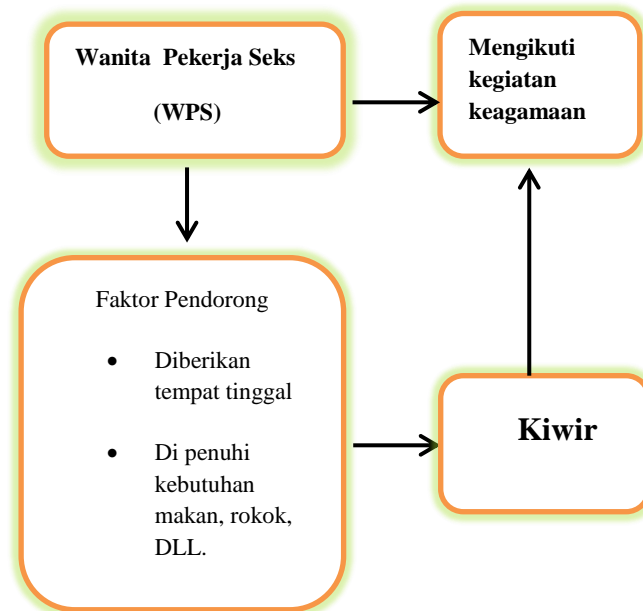 Wanita Pekerja Seks
(WPS)
Mengikuti
kegiatan
keagamaan
Faktor Pendorong
• Diberikan
tempat tinggal
• Di penuhi
kebutuhan
makan, rokok,
DLL.
Kiwir